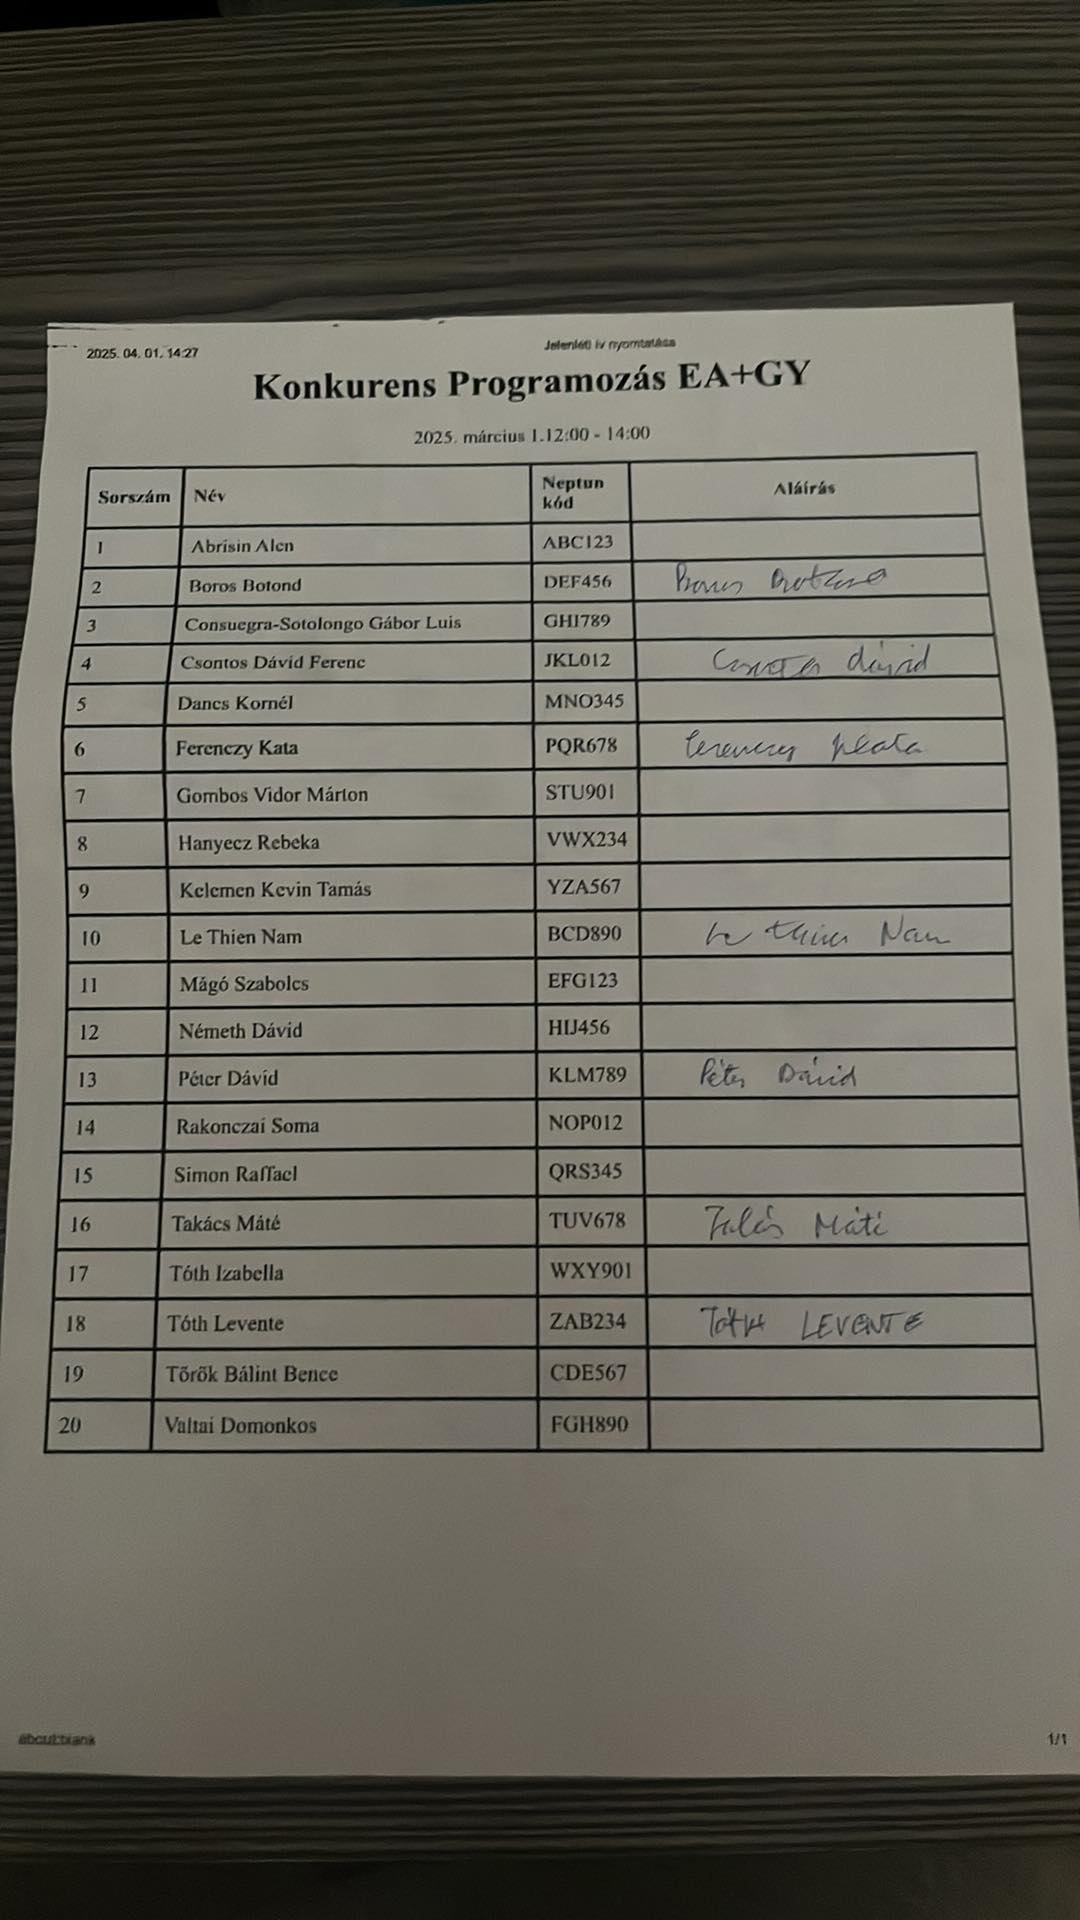 2025. 04. 01. 14:27 Jelenléti ív nyomtatása
Konkurens Programozás EA+GY
2025. március 1.12:00 - 14:00
Sorszám Név Neptun kód Aláírás
1 Abrisin Alen ABC123
2 Boros Botond DEF456 Boros Botond
3 Consuegra-Sotolongo Gábor Luis GHI789
4 Csontos Dávid Ferenc JKL012 Csontos dávid
5 Dancs Kornél MNO345
6 Ferenczy Kata PQR678 Ferenczy Kata
7 Gombos Vidor Márton STU901
8 Hanyecz Rebeka VWX234
9 Kelemen Kevin Tamás YZA567
10 Le Thien Nam BCD890 Le Thien Nam
11 Mágó Szabolcs EFG123
12 Németh Dávid HIJ456
13 Péter Dávid KLM789 Péter Dávid
14 Rakonczai Soma NOP012
15 Simon Raffael QRS345
16 Takács Máté TUV678 Máté
17 Tóth Izabella WXY901
18 Tóth Levente ZAB234 TÓTH LEVENTE
19 Török Bálint Bence CDE567
20 Valtai Domonkos FGH890
about:blank 1/1